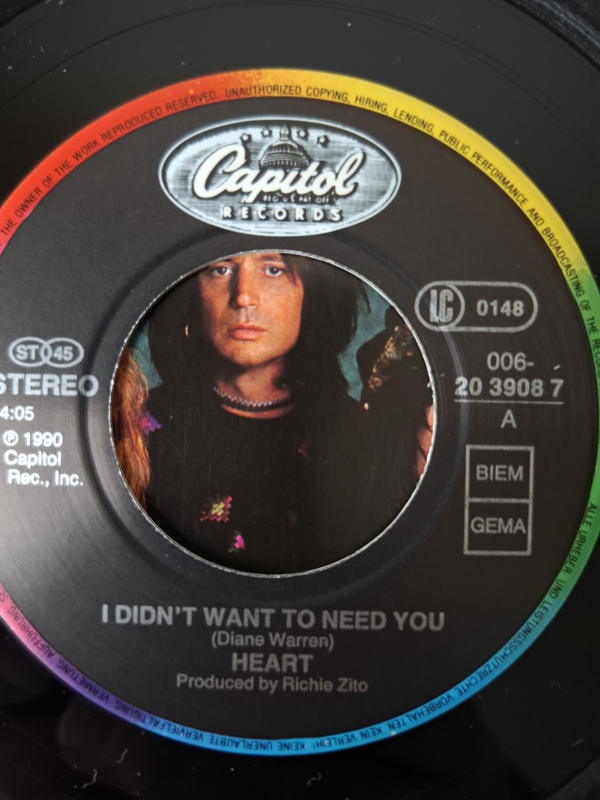 THE OWNER OF THE WORK REPRODUCED RESERVED. UNAUTHORIZED COPYING, HIRING, LENDING, PUBLIC PERFORMANCE AND BROADCASTING OF THE
Capitol
REG. U.S. PAT. OFF.
RECORDS
LC 0148
ST 45
STEREO
4:05
℗ 1990
Capitol
Rec., Inc.
006-
20 3908 7
A
BIEM
GEMA
I DIDN'T WANT TO NEED YOU
(Diane Warren)
HEART
Produced by Richie Zito
ALLE URHEBER- UND LEISTUNGSSCHUTZRECHTE VORBEHALTEN. KEIN VERLEIH! KEINE UNERLAUBTE VERVIELFÄLTIGUNG, VERMIETUNG, AUFFÜHRUNG,